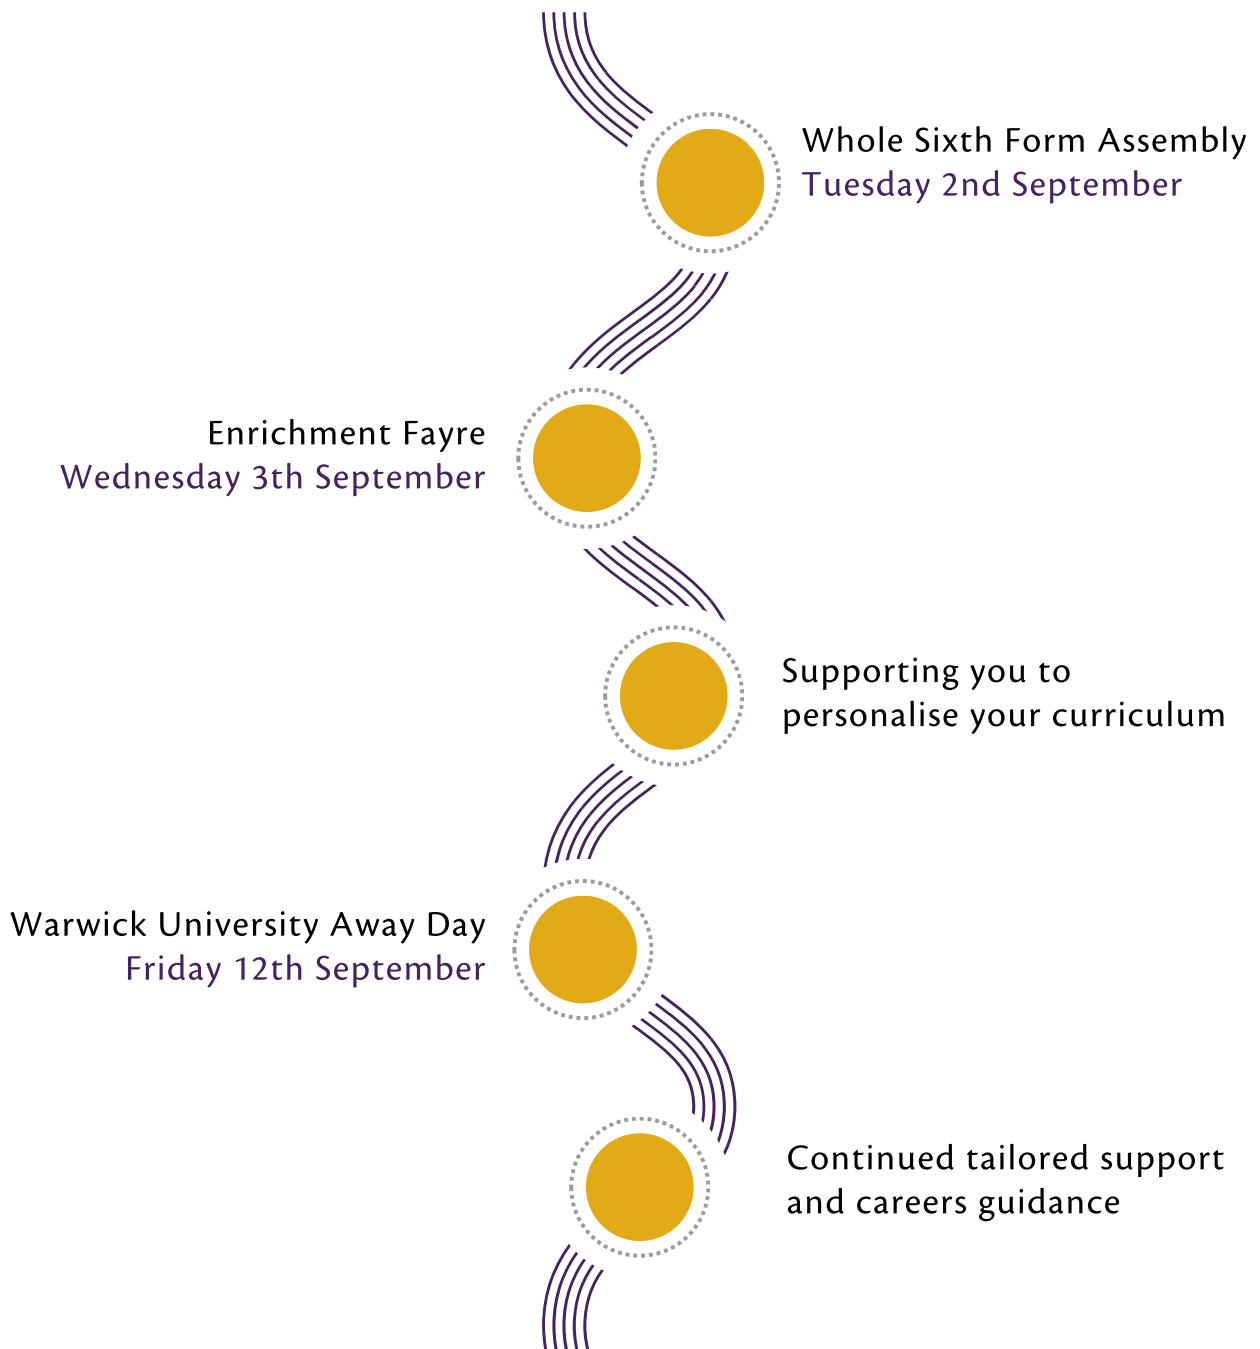 Whole Sixth Form Assembly
Tuesday 2nd September
Enrichment Fayre
Wednesday 3th September
Supporting you to
personalise your curriculum
Warwick University Away Day
Friday 12th September
Continued tailored support
and careers guidance